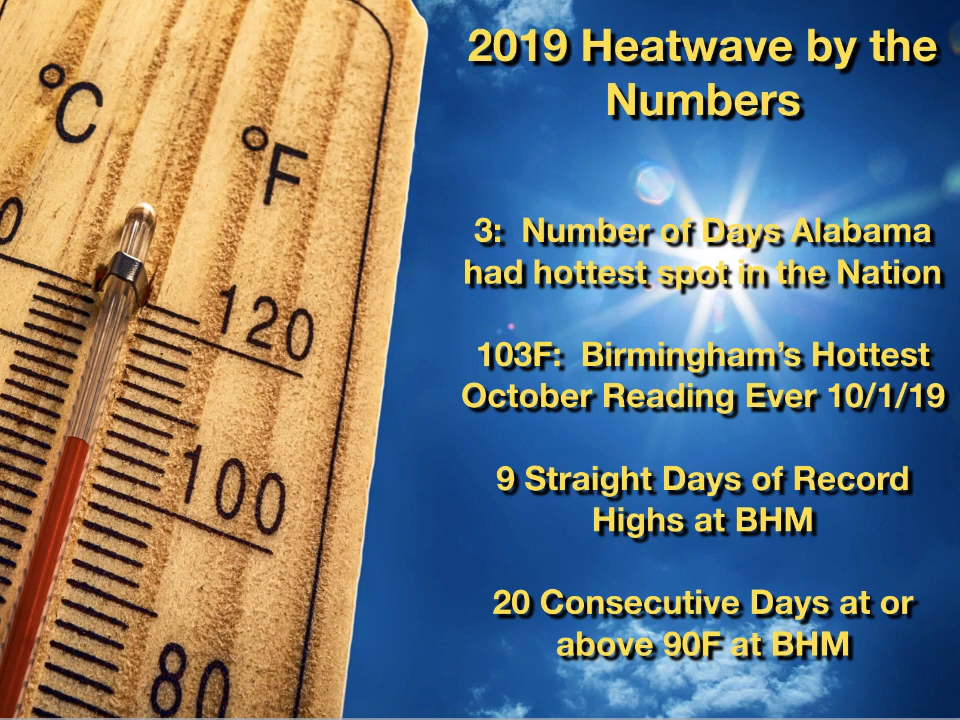 2019 Heatwave by the
Numbers
3:  Number of Days Alabama
had hottest spot in the Nation
103F:  Birmingham’s Hottest
October Reading Ever 10/1/19
9 Straight Days of Record
Highs at BHM
20 Consecutive Days at or
above 90F at BHM
°C
°F
0
120
100
80